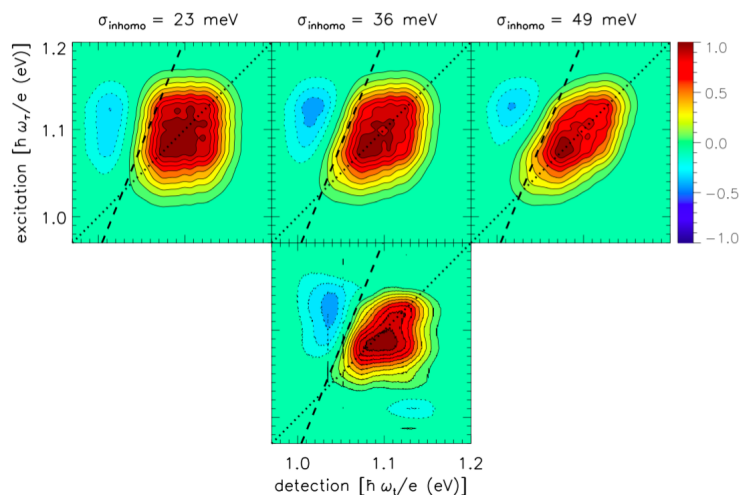 σinhomo = 23 meV
σinhomo = 36 meV
σinhomo = 49 meV
excitation [ħ ωτ/e (eV)]
1.2
1.1
1.0
1.0
0.5
0.0
−0.5
−1.0
1.0
1.1
1.2
detection [ħ ωt/e (eV)]